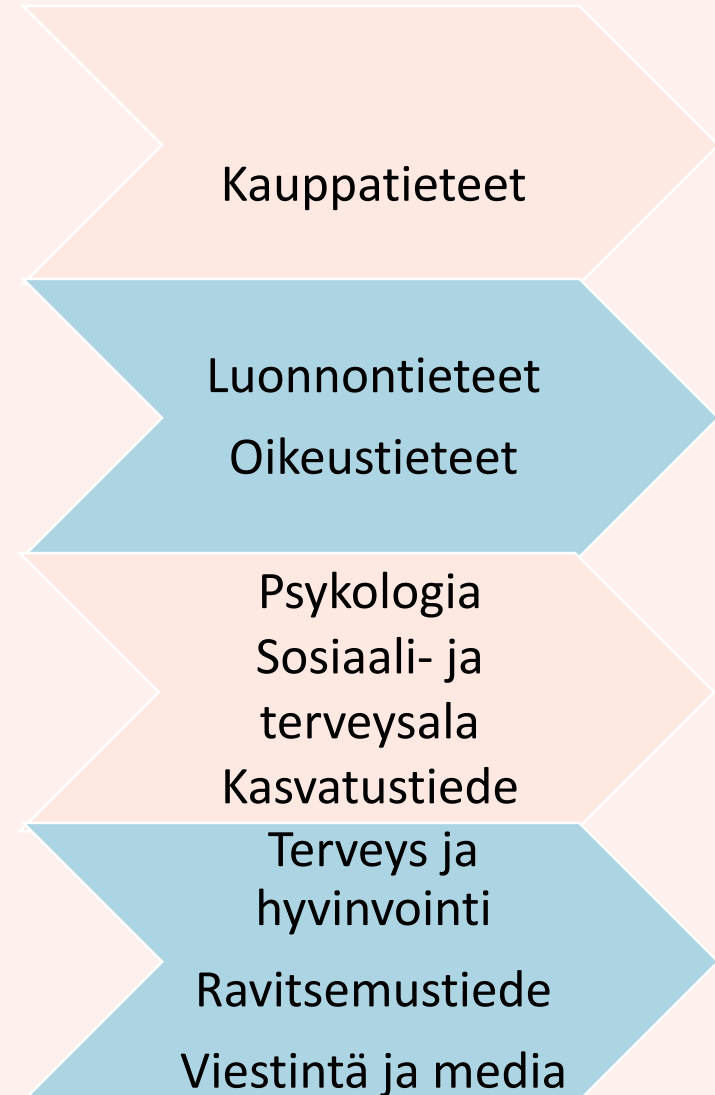 Kauppatieteet
Luonnontieteet
Oikeustieteet
Psykologia
Sosiaali- ja
terveysala
Kasvatustiede
Terveys ja
hyvinvointi
Ravitsemustiede
Viestintä ja media